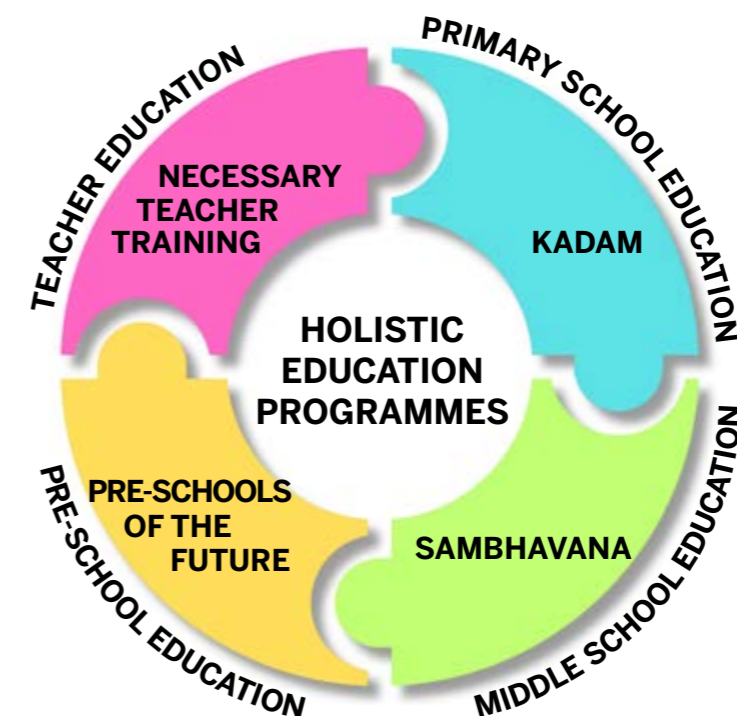 TEACHER EDUCATION
PRIMARY SCHOOL EDUCATION
NECESSARY
TEACHER
TRAINING
KADAM
HOLISTIC
EDUCATION
PROGRAMMES
PRE-SCHOOLS
OF THE
FUTURE
SAMBHAVANA
PRE-SCHOOL EDUCATION
MIDDLE SCHOOL EDUCATION